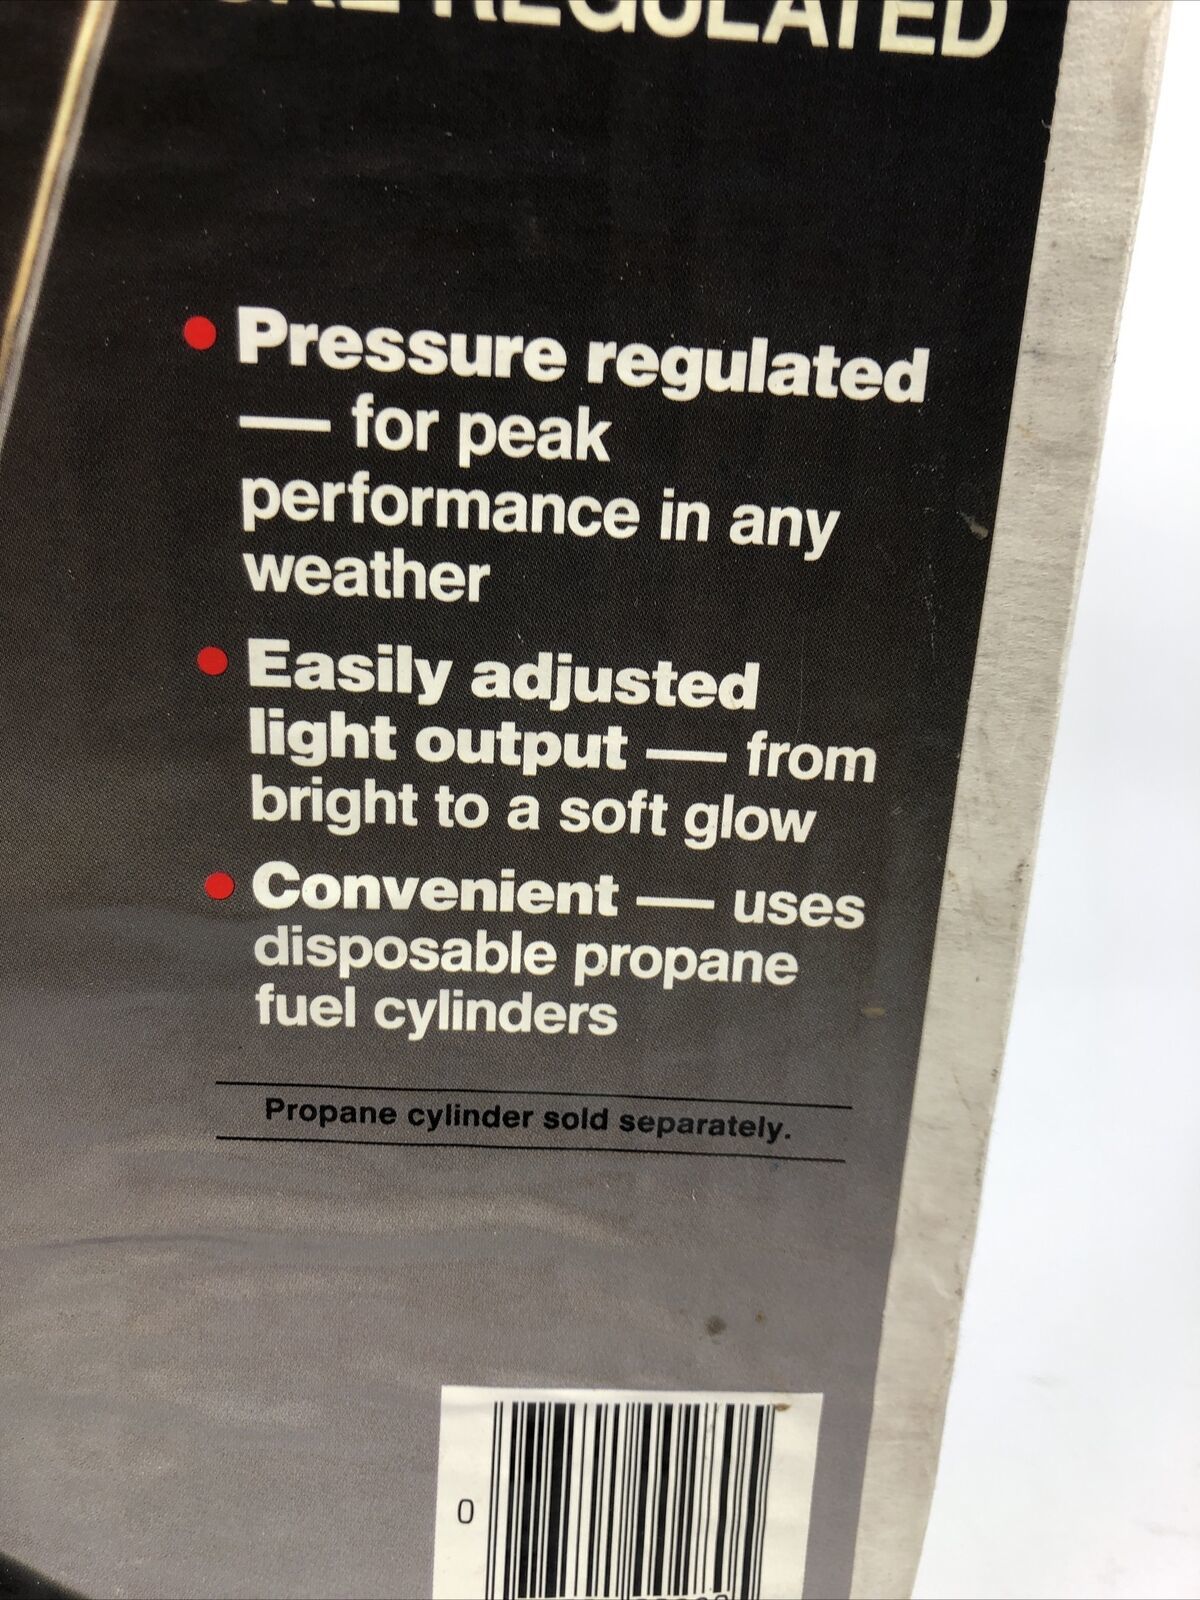 REGULATED
• Pressure regulated
— for peak
performance in any
weather
• Easily adjusted
light output — from
bright to a soft glow
• Convenient — uses
disposable propane
fuel cylinders
Propane cylinder sold separately.
0